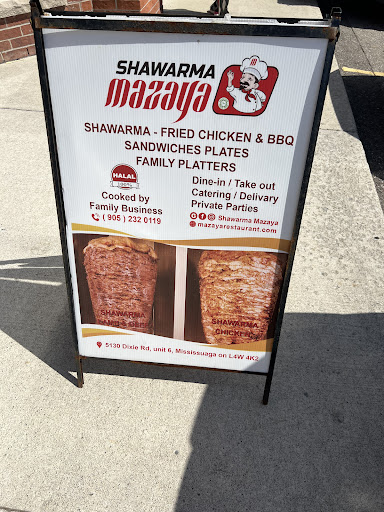 SHAWARMA
mazaya
SHAWARMA - FRIED CHICKEN & BBQ
SANDWICHES PLATES
FAMILY PLATTERS
HALAL
Cooked by
Family Business
( 905 ) 232 0119
Dine-in / Take out
Catering / Delivary
Private Parties
Shawarma Mazaya
mazayarestaurant.com
SHAWARMA
SHAWARMA
CHICKEN
5130 Dixie Rd, unit 6, Mississuaga on L4W 4K2